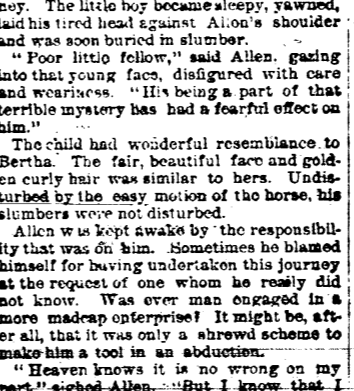 ney. The little boy became sleepy, yawned,
laid his tired head against Allen's shoulder
and was soon buried in slumber.
"Poor little fellow," said Allen, gazing
into that young face, disfigured with care
and weariness. "His being a part of that
terrible mystery has had a fearful effect on
him."
The child had wonderful resemblance to
Bertha. The fair, beautiful face and gold-
en curly hair was similar to hers. Undis-
turbed by the easy motion of the horse, his
slumbers were not disturbed.
Allen was kept awake by the responsibil-
ity that was on him. Sometimes he blamed
himself for having undertaken this journey
at the request of one whom he really did
not know. Was ever man engaged in a
more madcap enterprise? It might be, aft-
er all, that it was only a shrewd scheme to
make him a tool in an abduction.
"Heaven knows it is no wrong on my
part," sighed Allen. "But I know that I